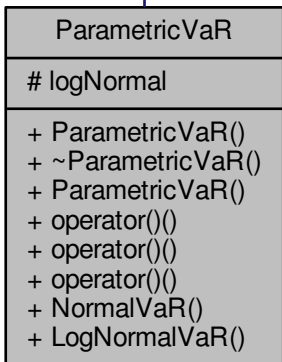 ParametricVaR
# logNormal
+ ParametricVaR()
+ ~ParametricVaR()
+ ParametricVaR()
+ operator()()
+ operator()()
+ operator()()
+ NormalVaR()
+ LogNormalVaR()